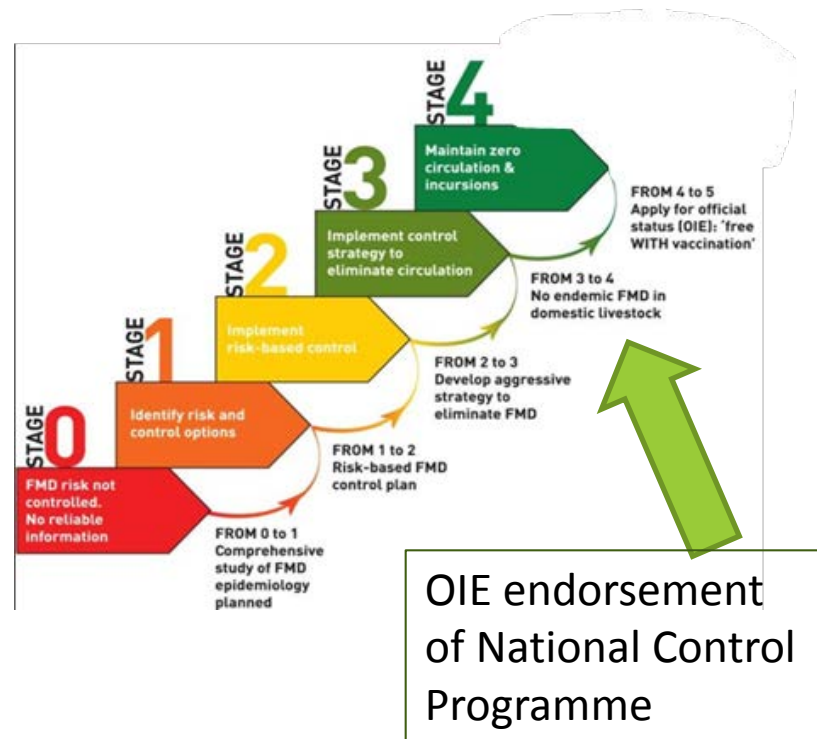 STAGE 4
Maintain zero
circulation &
incursions
FROM 4 to 5
Apply for official
status (OIE): 'free
WITH vaccination'
STAGE 3
Implement control
strategy to
eliminate circulation
FROM 3 to 4
No endemic FMD in
domestic livestock
STAGE 2
Implement
risk-based control
FROM 2 to 3
Develop aggressive
strategy to
eliminate FMD
STAGE 1
Identify risk and
control options
FROM 1 to 2
Risk-based FMD
control plan
STAGE 0
FMD risk not
controlled.
No reliable
information
FROM 0 to 1
Comprehensive
study of FMD
epidemiology
planned
OIE endorsement
of National Control
Programme